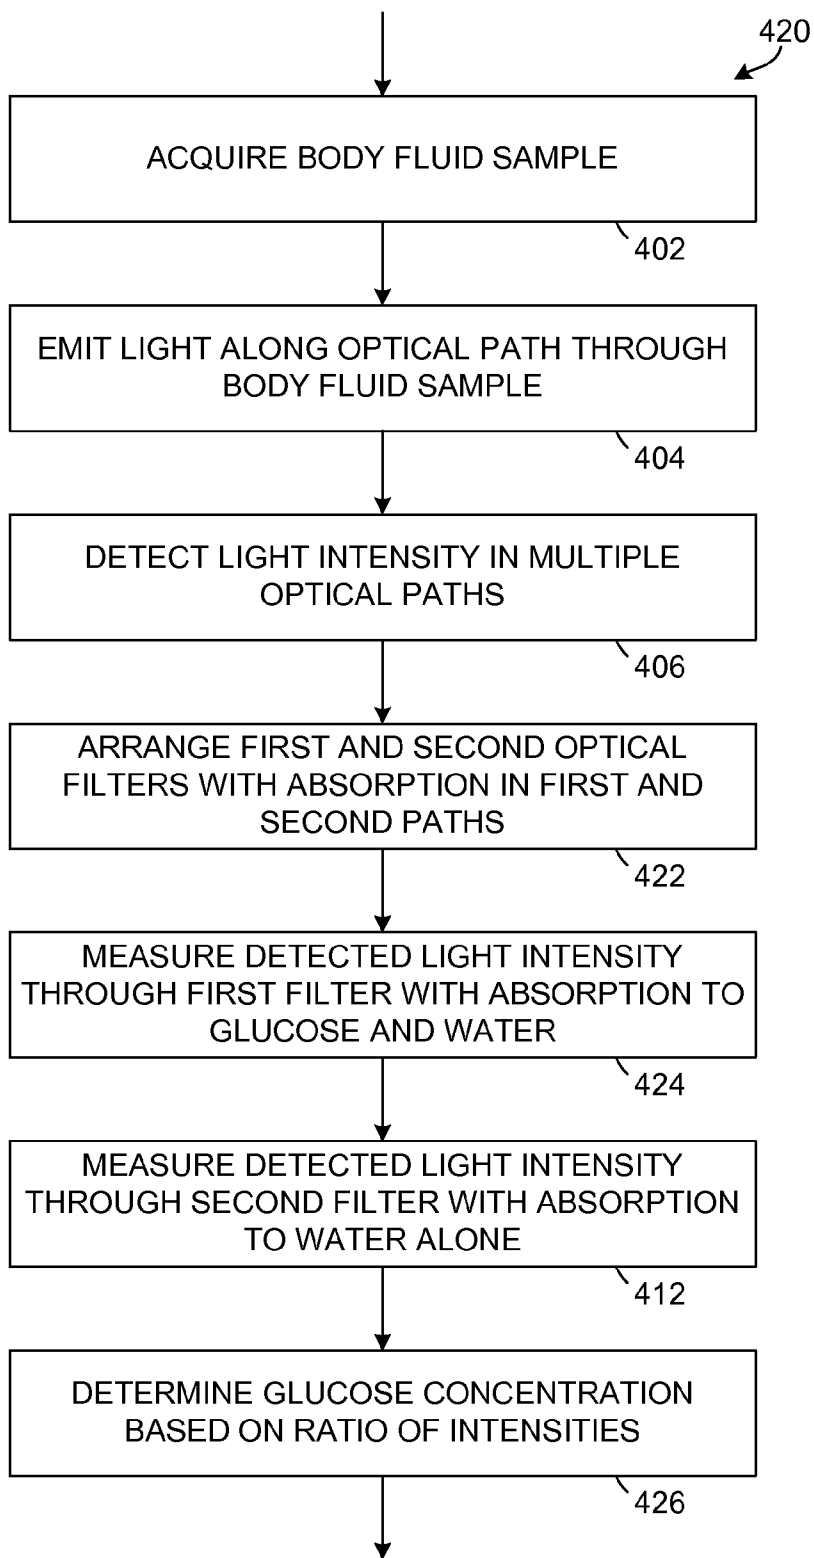 420
ACQUIRE BODY FLUID SAMPLE
402
EMIT LIGHT ALONG OPTICAL PATH THROUGH
BODY FLUID SAMPLE
404
DETECT LIGHT INTENSITY IN MULTIPLE
OPTICAL PATHS
406
ARRANGE FIRST AND SECOND OPTICAL
FILTERS WITH ABSORPTION IN FIRST AND
SECOND PATHS
422
MEASURE DETECTED LIGHT INTENSITY
THROUGH FIRST FILTER WITH ABSORPTION TO
GLUCOSE AND WATER
424
MEASURE DETECTED LIGHT INTENSITY
THROUGH SECOND FILTER WITH ABSORPTION
TO WATER ALONE
412
DETERMINE GLUCOSE CONCENTRATION
BASED ON RATIO OF INTENSITIES
426